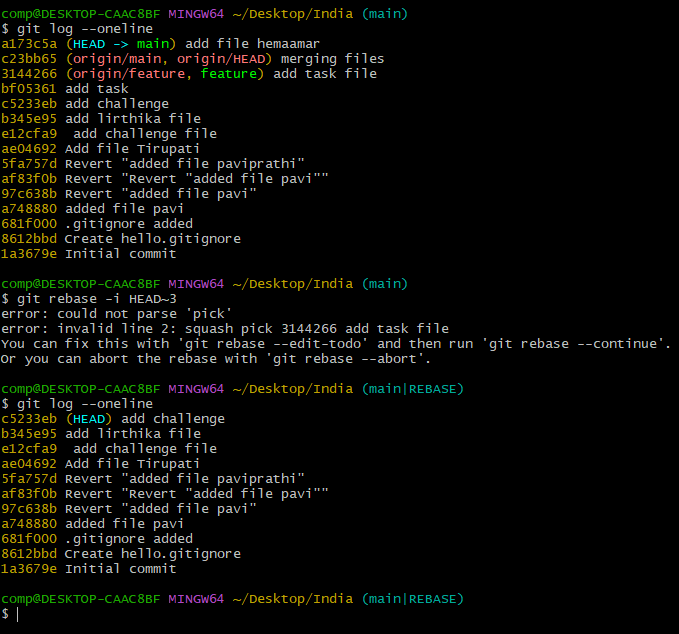 comp@DESKTOP-CAAC8BF MINGW64 ~/Desktop/India (main)
$ git log --oneline
a173c5a (HEAD -> main) add file hemaamar
c23bb65 (origin/main, origin/HEAD) merging files
3144266 (origin/feature, feature) add task file
bf05361 add task
c5233eb add challenge
b345e95 add lirthika file
e12cfa9  add challenge file
ae04692 Add file Tirupati
5fa757d Revert "added file paviprathi"
af83f0b Revert "Revert "added file pavi""
97c638b Revert "added file pavi"
a748880 added file pavi
681f000 .gitignore added
8612bbd Create hello.gitignore
1a3679e Initial commit
comp@DESKTOP-CAAC8BF MINGW64 ~/Desktop/India (main)
$ git rebase -i HEAD~3
error: could not parse 'pick'
error: invalid line 2: squash pick 3144266 add task file
You can fix this with 'git rebase --edit-todo' and then run 'git rebase --continue'.
Or you can abort the rebase with 'git rebase --abort'.
comp@DESKTOP-CAAC8BF MINGW64 ~/Desktop/India (main|REBASE)
$ git log --oneline
c5233eb (HEAD) add challenge
b345e95 add lirthika file
e12cfa9  add challenge file
ae04692 Add file Tirupati
5fa757d Revert "added file paviprathi"
af83f0b Revert "Revert "added file pavi""
97c638b Revert "added file pavi"
a748880 added file pavi
681f000 .gitignore added
8612bbd Create hello.gitignore
1a3679e Initial commit
comp@DESKTOP-CAAC8BF MINGW64 ~/Desktop/India (main|REBASE)
$